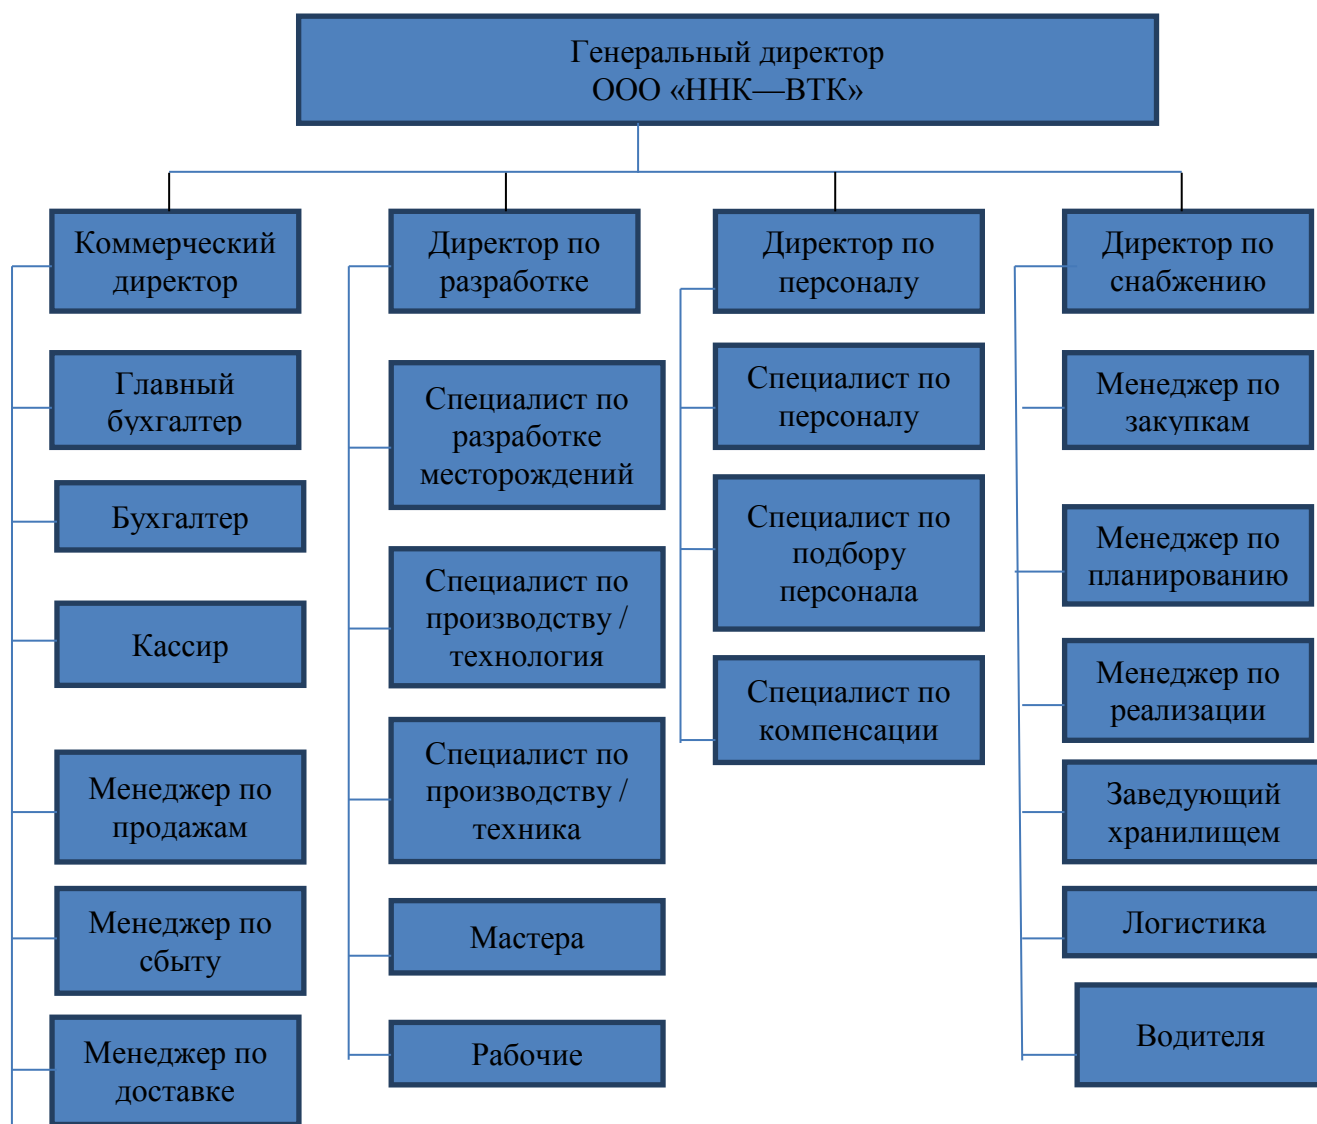 Генеральный директор
ООО «ННК—ВТК»
Коммерческий
директор
Главный
бухгалтер
Бухгалтер
Кассир
Менеджер по
продажам
Менеджер по
сбыту
Менеджер по
доставке
Директор по
разработке
Специалист по
разработке
месторождений
Специалист по
производству /
технология
Специалист по
производству /
техника
Мастера
Рабочие
Директор по
персоналу
Специалист по
персоналу
Специалист по
подбору
персонала
Специалист по
компенсации
Директор по
снабжению
Менеджер по
закупкам
Менеджер по
планированию
Менеджер по
реализации
Заведующий
хранилищем
Логистика
Водителя